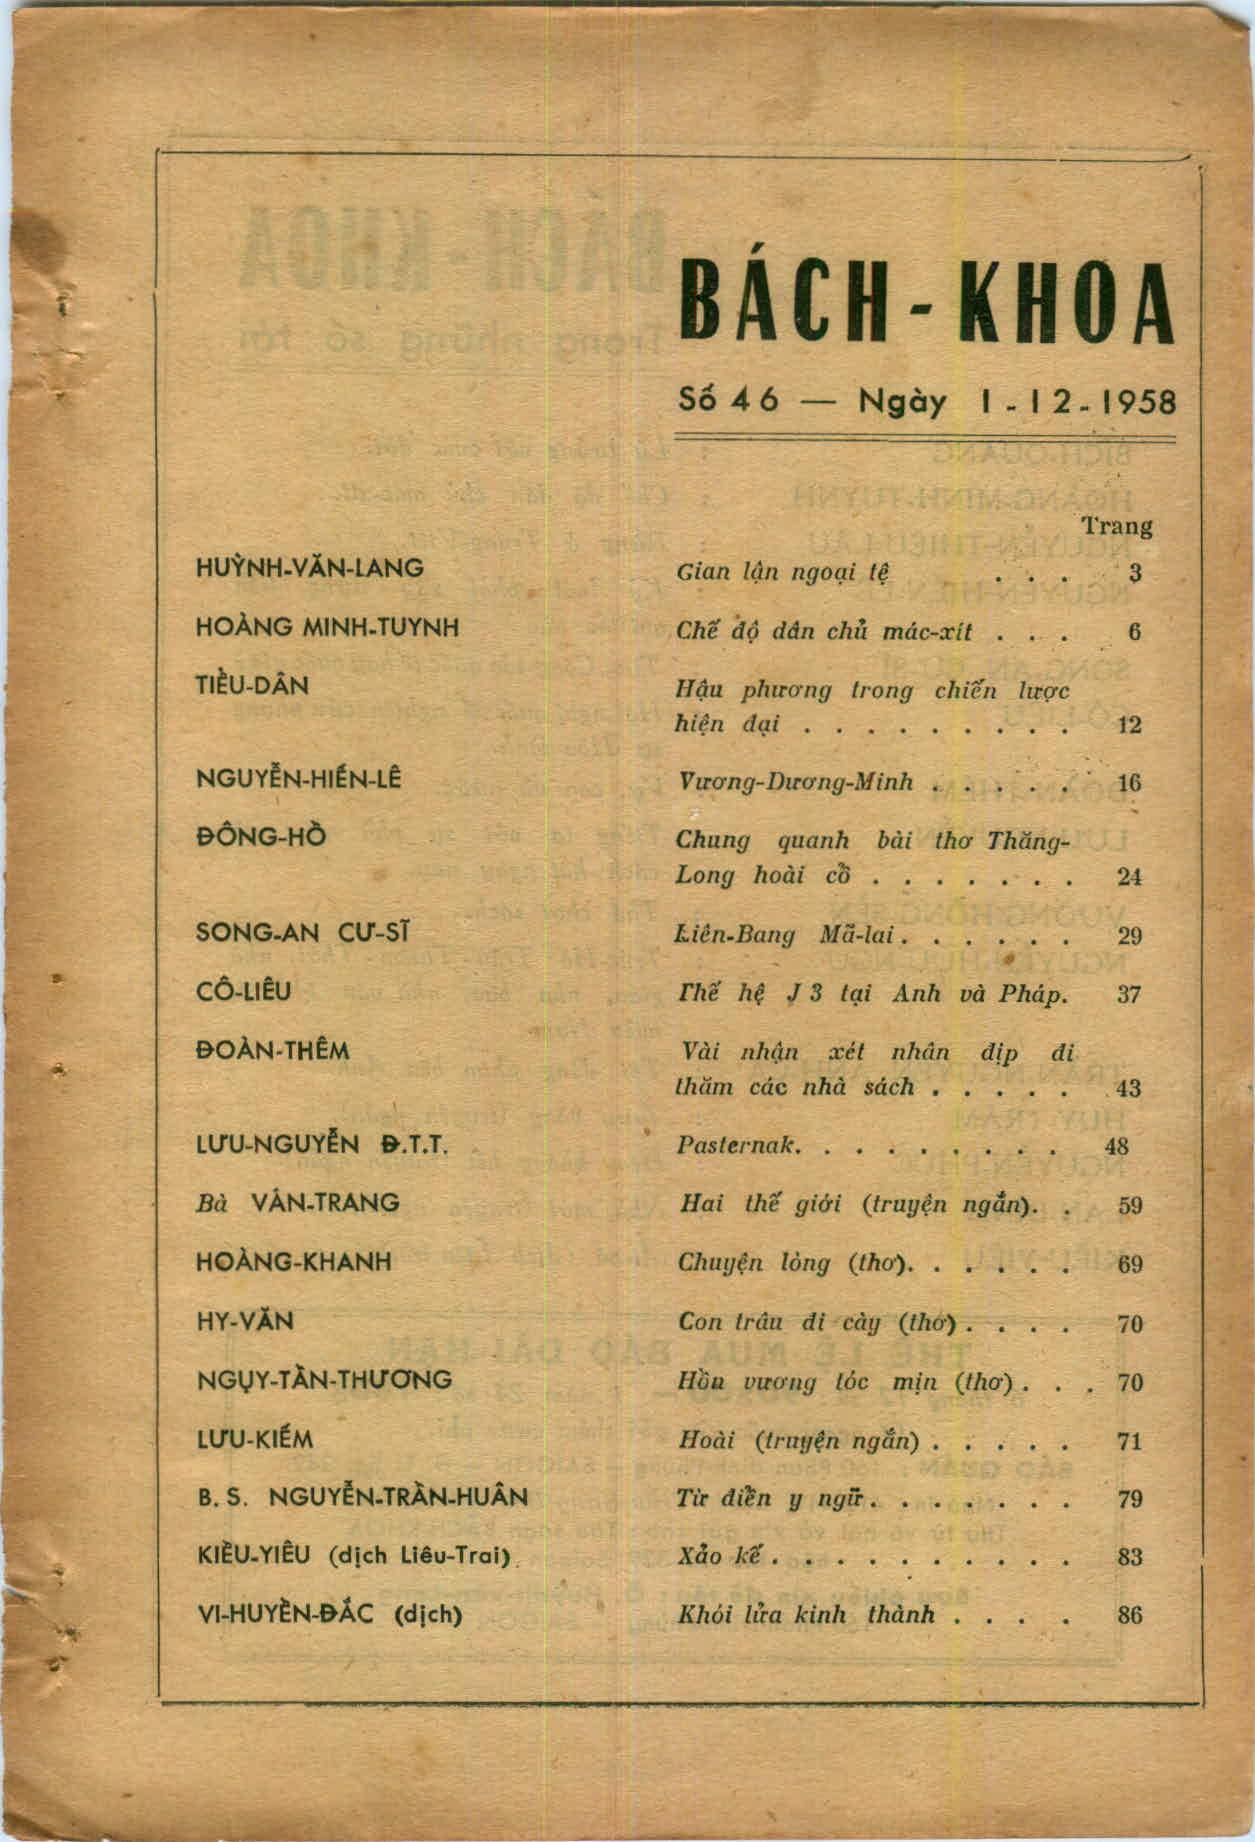 BÁCH - KHOA
Số 46 — Ngày 1-12-1958
Trang
HUỲNH-VĂN-LANG Gian lận ngoại tệ . . . 3
HOÀNG MINH-TUYNH Chế độ dân chủ mác-xít . . . 6
TIỂU-DÂN Hậu phương trong chiến lược
hiện đại . . . . . . . . . 12
NGUYỄN-HIẾN-LÊ Vương-Dương-Minh . . . . . 16
ĐÔNG-HỒ Chung quanh bài thơ Thăng-
Long hoài cổ . . . . . . . 24
SONG-AN CƯ-SĨ Liên-Bang Mã-lai . . . . . . 29
CÔ-LIÊU Thế hệ J 3 tại Anh và Pháp. 37
ĐOÀN-THÊM Vài nhận xét nhân dịp đi
thăm các nhà sách . . . . . 43
LƯU-NGUYỄN Đ.T.T. Pasternak. . . . . . . . . 48
Bà VÂN-TRANG Hai thế giới (truyện ngắn). . 59
HOÀNG-KHANH Chuyện lòng (thơ). . . . . . 69
HY-VĂN Con trâu đi cày (thơ) . . . . 70
NGỤY-TẦN-THƯƠNG Hồn vương tóc mịn (thơ) . . . 70
LƯU-KIẾM Hoài (truyện ngắn) . . . . . 71
B. S. NGUYỄN-TRẦN-HUÂN Từ điển y ngữ . . . . . . . 79
KIỀU-YIÊU (dịch Liêu-Trai) Xảo kế . . . . . . . . . . 83
VI-HUYỀN-ĐẮC (dịch) Khói lửa kinh thành . . . . 86